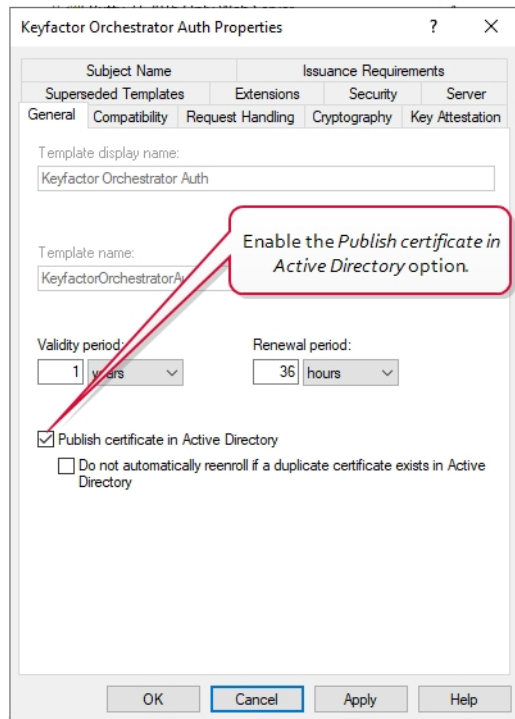 Keyfactor Orchestrator Auth Properties ? ×
Subject Name Issuance Requirements
Superseded Templates Extensions Security Server
General Compatibility Request Handling Cryptography Key Attestation
Template display name:
Keyfactor Orchestrator Auth
Enable the Publish certificate in
Active Directory option.
Template name:
Validity period: Renewal period:
1 years 36 hours
Publish certificate in Active Directory
Do not automatically reenroll if a duplicate certificate exists in Active
Directory
OK Cancel Apply Help